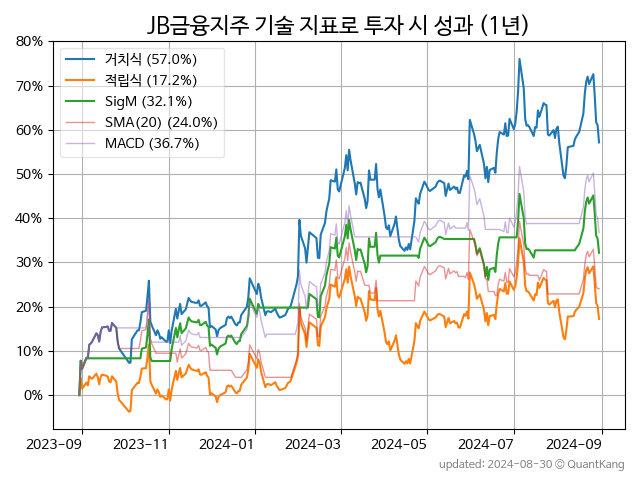 JB금융지주 기술 지표로 투자 시 성과 (1년)
80%
70%
60%
50%
40%
30%
20%
10%
0%
거치식 (57.0%)
적립식 (17.2%)
SigM (32.1%)
SMA(20) (24.0%)
MACD (36.7%)
2023-09 2023-11 2024-01 2024-03 2024-05 2024-07 2024-09
updated: 2024-08-30 © QuantKang